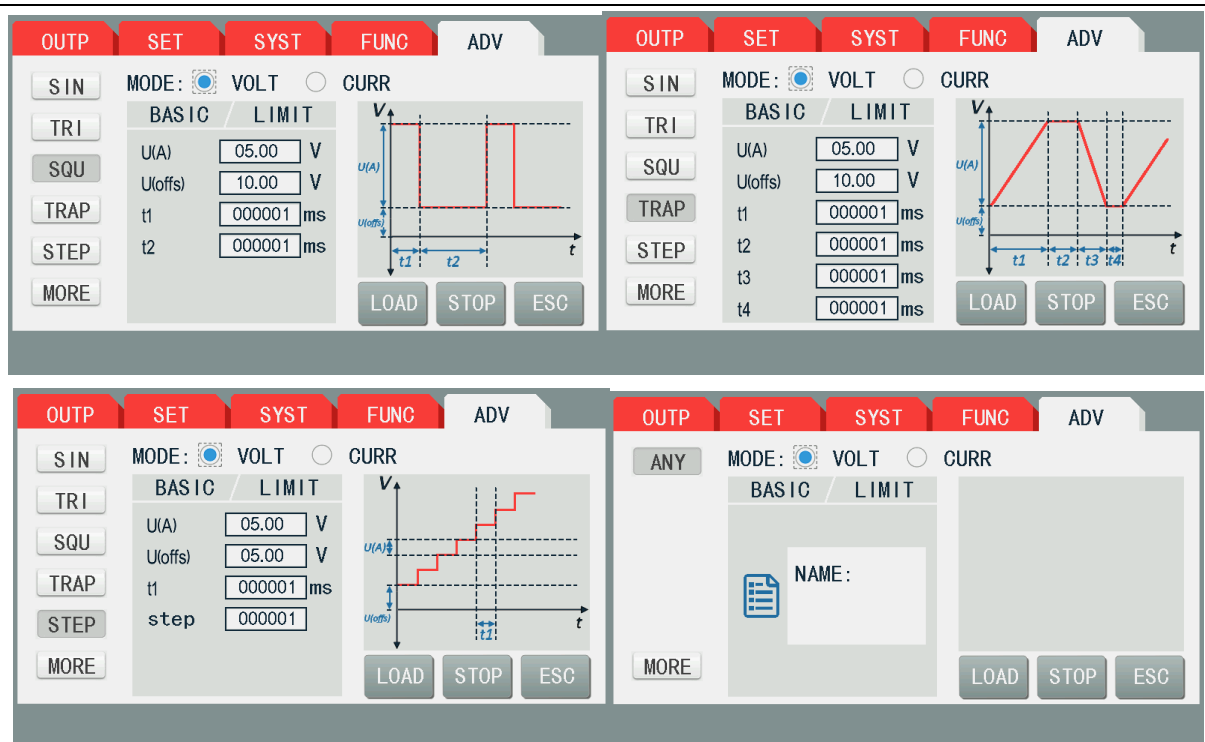 OUTP SET SYST FUNC ADV
SIN
TRI
SQU
TRAP
STEP
MORE
MODE: VOLT CURR
BASIC / LIMIT
U(A) 05.00 V
U(offs) 10.00 V
t1 000001 ms
t2 000001 ms
V
U(A)
U(offs)
t1 t2
t
LOAD STOP ESC
OUTP SET SYST FUNC ADV
SIN
TRI
SQU
TRAP
STEP
MORE
MODE: VOLT CURR
BASIC / LIMIT
U(A) 05.00 V
U(offs) 10.00 V
t1 000001 ms
t2 000001 ms
t3 000001 ms
t4 000001 ms
V
U(A)
U(offs)
t1 t2 t3 t4
t
LOAD STOP ESC
OUTP SET SYST FUNC ADV
SIN
TRI
SQU
TRAP
STEP
MORE
MODE: VOLT CURR
BASIC / LIMIT
U(A) 05.00 V
U(offs) 05.00 V
t1 000001 ms
step 000001
V
U(A)
U(offs)
t1
t
LOAD STOP ESC
OUTP SET SYST FUNC ADV
ANY
MORE
MODE: VOLT CURR
BASIC / LIMIT
NAME:
LOAD STOP ESC